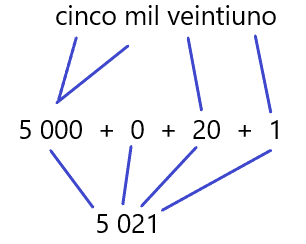 cinco mil veintiuno
5 000 + 0 + 20 + 1
5 021